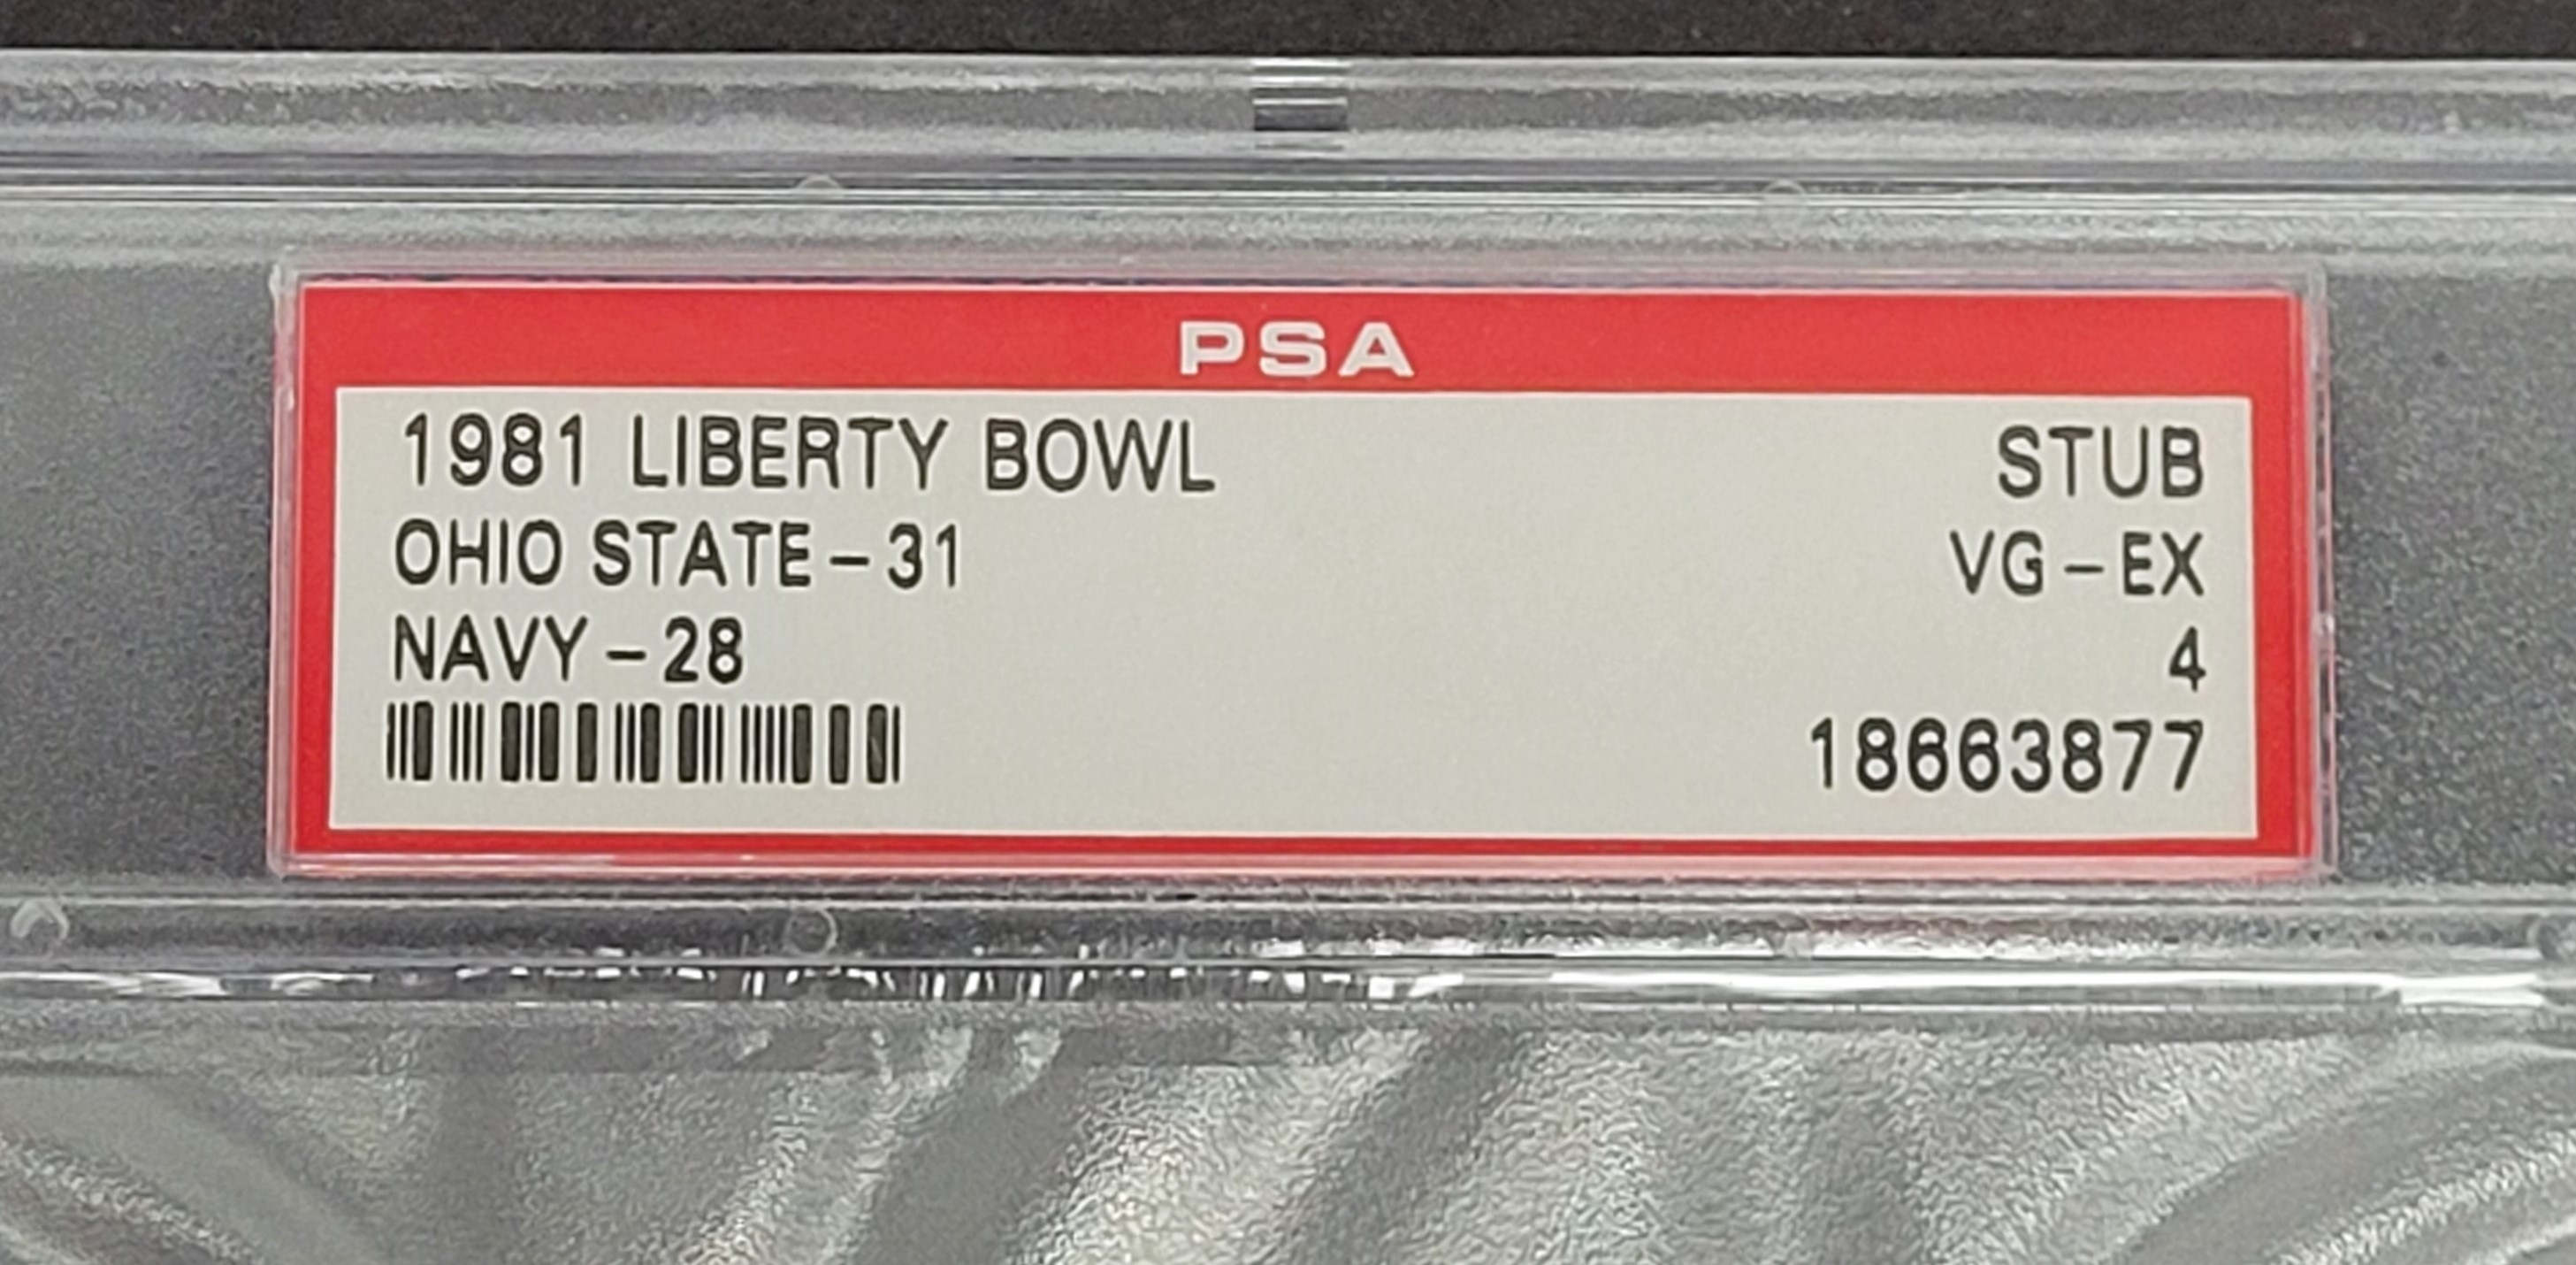 PSA
1981 LIBERTY BOWL STUB
OHIO STATE-31 VG-EX
NAVY-28 4
18663877